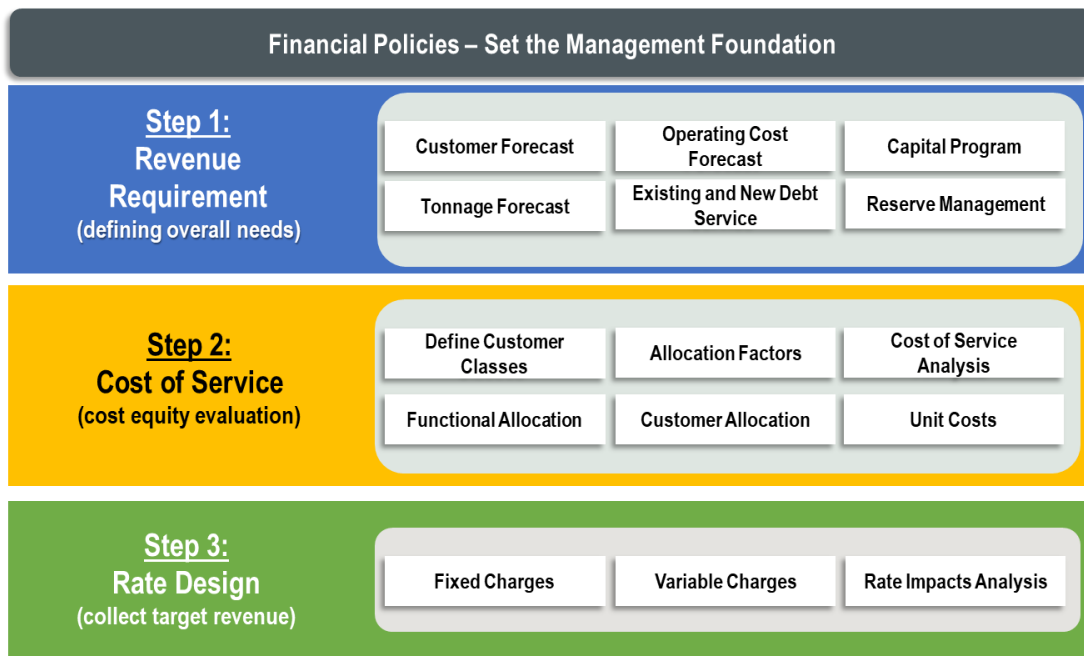 Financial Policies – Set the Management Foundation
Step 1:
Revenue
Requirement
(defining overall needs)
Customer Forecast
Operating Cost
Forecast
Capital Program
Tonnage Forecast
Existing and New Debt
Service
Reserve Management
Step 2:
Cost of Service
(cost equity evaluation)
Define Customer
Classes
Allocation Factors
Cost of Service
Analysis
Functional Allocation
Customer Allocation
Unit Costs
Step 3:
Rate Design
(collect target revenue)
Fixed Charges
Variable Charges
Rate Impacts Analysis